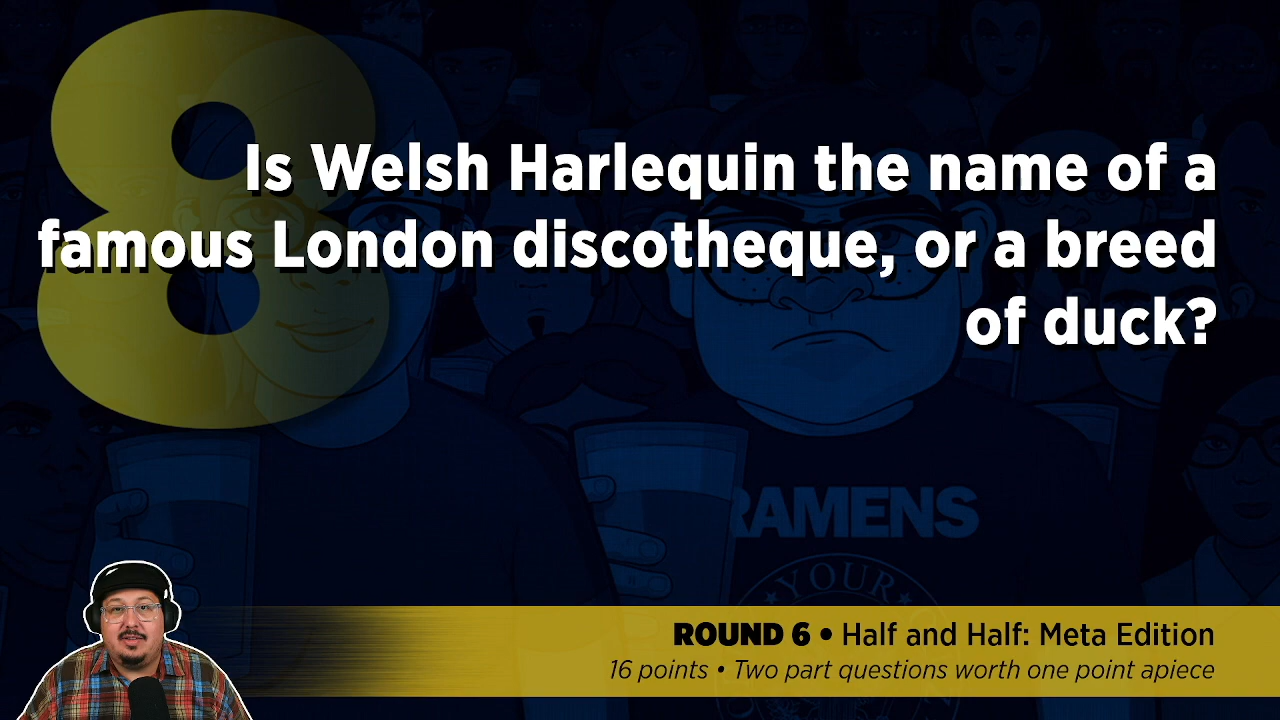 8
Is Welsh Harlequin the name of a
famous London discotheque, or a breed
of duck?
RAMENS
YOUR
ROUND 6 • Half and Half: Meta Edition
16 points • Two part questions worth one point apiece